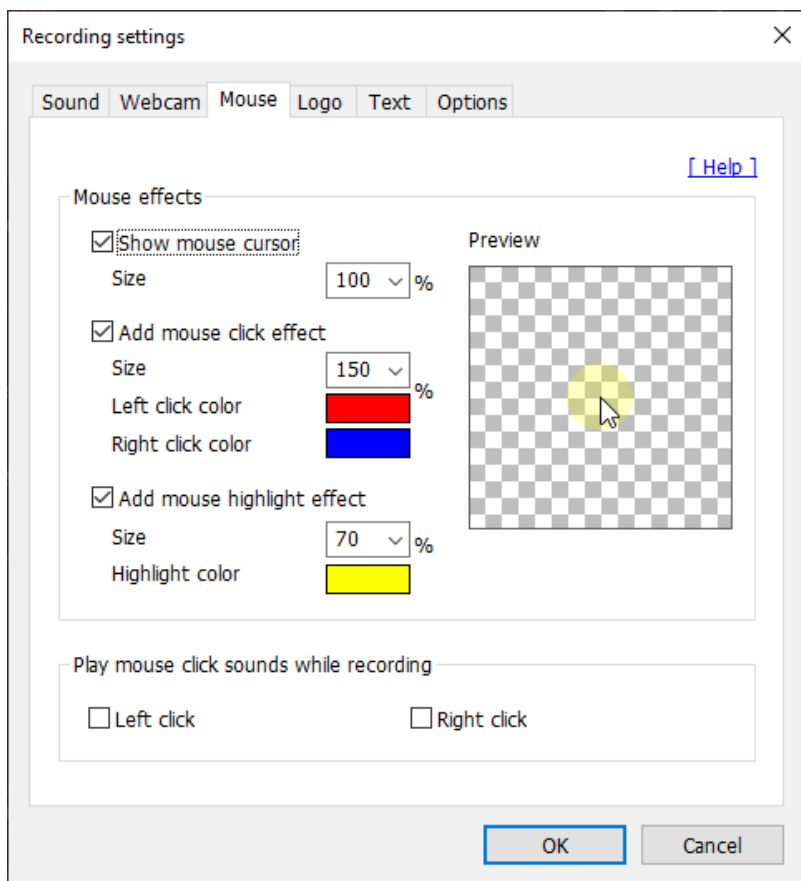 Recording settings
Sound Webcam Mouse Logo Text Options
[ Help ]
Mouse effects
Show mouse cursor
Size 100 %
Preview
Add mouse click effect
Size 150 %
Left click color
Right click color
Add mouse highlight effect
Size 70 %
Highlight color
Play mouse click sounds while recording
Left click Right click
OK Cancel